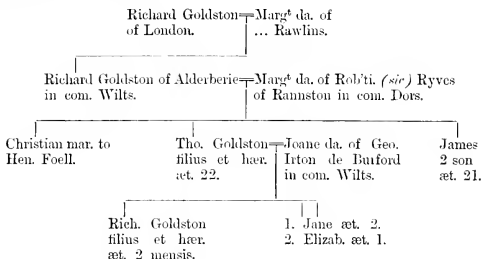 Richard Goldston═Margᵗ da. of
of London. ... Rawlins.
Richard Goldston of Alderberie═Margᵗ da. of Rob'ti. (sic) Ryves
in com. Wilts. of Rannston in com. Dors.
Christian mar. to Tho. Goldston═Joane da. of Geo. James
Hen. Foell. filius et hær. Irton de Burford 2 son
æt. 22. in com. Wilts. æt. 21.
Rich. Goldston 1. Jane æt. 2.
filius et hær. 2. Elizab. æt. 1.
æt. 2 mensis.